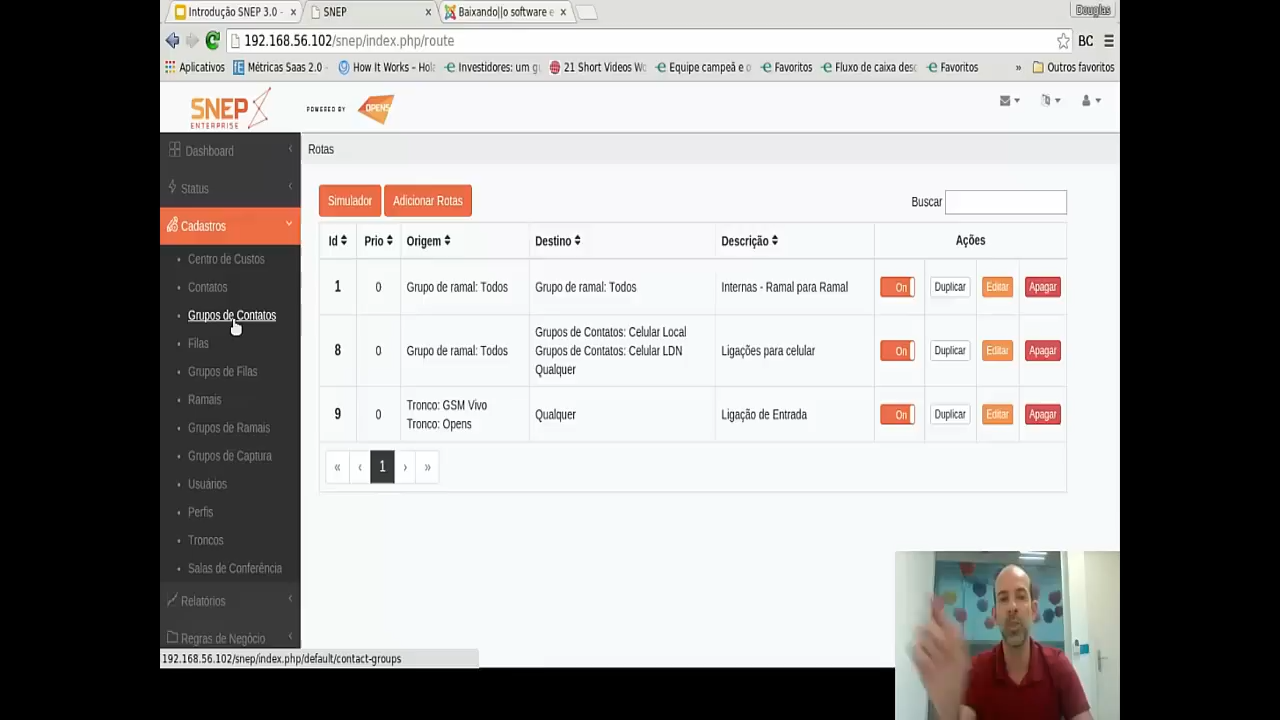 Introdução SNEP 3.0 -
SNEP
Baixando||o software e
Douglas
192.168.56.102/snep/index.php/route
BC
Aplicativos
Métricas Saas 2.0
How It Works – Hol
Investidores: um g
21 Short Videos W
Equipe campeã e o
Favoritos
Fluxo de caixa desc
Favoritos
»
Outros favoritos
SNEP
ENTERPRISE
POWERED BY
OPENS
Dashboard
Status
Cadastros
Centro de Custos
Contatos
Grupos de Contatos
Filas
Grupos de Filas
Ramais
Grupos de Ramais
Grupos de Captura
Usuários
Perfis
Troncos
Salas de Conferência
Relatórios
Regras de Negócio
192.168.56.102/snep/index.php/default/contact-groups
Rotas
Simulador
Adicionar Rotas
Buscar
Id Prio Origem Destino Descrição Ações
1 0 Grupo de ramal: Todos Grupo de ramal: Todos Internas - Ramal para Ramal On Duplicar Editar Apagar
Grupos de Contatos: Celular Local
8 0 Grupo de ramal: Todos Grupos de Contatos: Celular LDN Ligações para celular On Duplicar Editar Apagar
Qualquer
Tronco: GSM Vivo
9 0 Qualquer Ligação de Entrada On Duplicar Editar Apagar
Tronco: Opens
« ‹ 1 › »